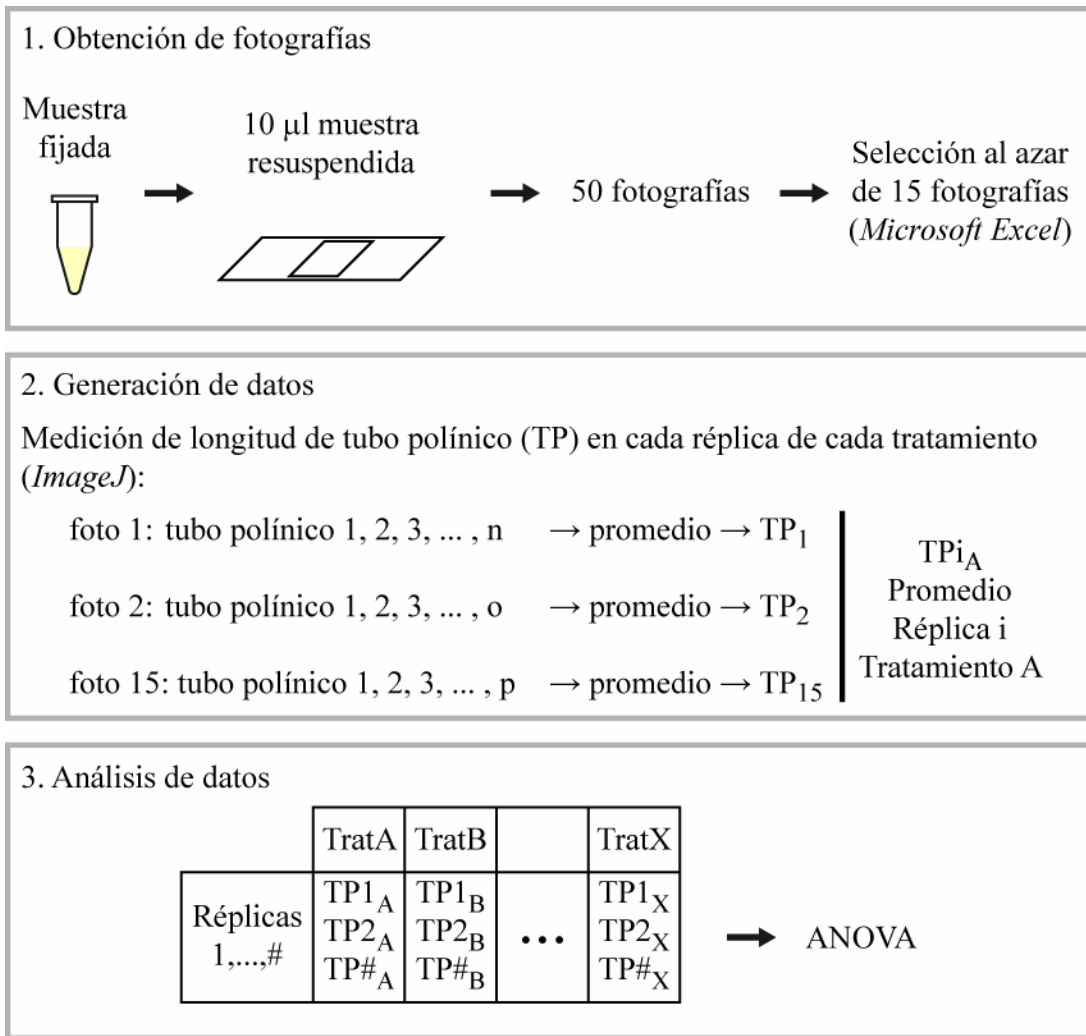 1. Obtención de fotografías
Muestra
fijada
10 μl muestra
resuspendida
50 fotografías
Selección al azar
de 15 fotografías
(Microsoft Excel)
2. Generación de datos
Medición de longitud de tubo polínico (TP) en cada réplica de cada tratamiento
(ImageJ):
foto 1: tubo polínico 1, 2, 3, ... , n → promedio → TP1
foto 2: tubo polínico 1, 2, 3, ... , o → promedio → TP2
foto 15: tubo polínico 1, 2, 3, ... , p → promedio → TP15
TPiA
Promedio
Réplica i
Tratamiento A
3. Análisis de datos
TratA TratB TratX
Réplicas
1,...,#
TP1A TP1B TP1X
TP2A TP2B ... TP2X
TP#A TP#B TP#X
ANOVA